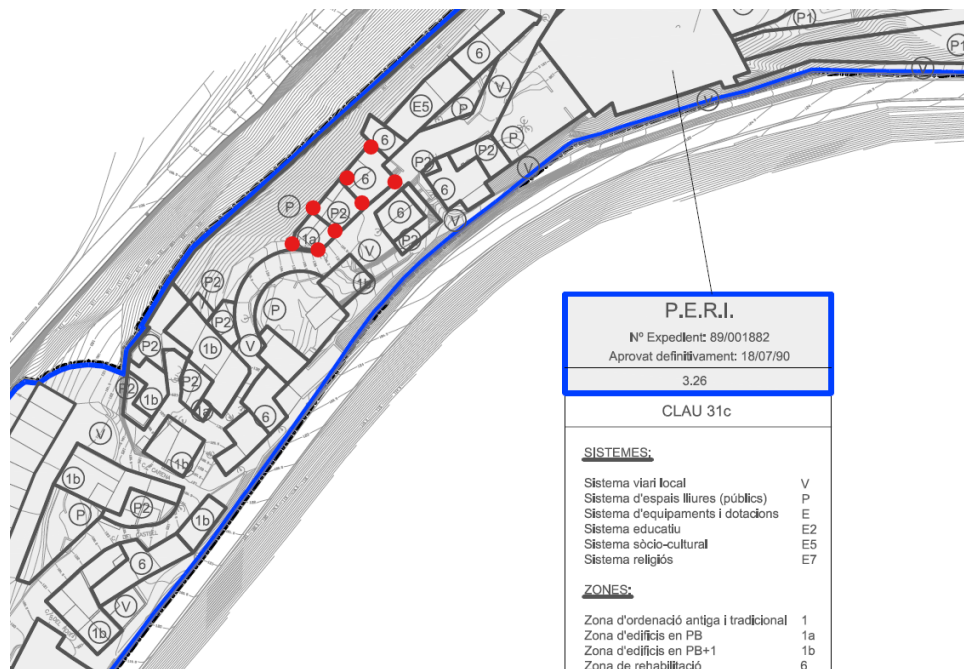 P1
P1
V
V
6
V
E5
P
P
P2
6
P2
V
6
6
P
P2
6
V
1a
V
P2
P2
1b
P
P2
1b
V
P2
P2
P2
1b
1a
6
V
1b
1b
P2
1b
P
C/ DEL CASTELL
6
V
1b
P.E.R.I.
Nº Expedient: 89/001882
Aprovat definitivament: 18/07/90
3.26
CLAU 31c
SISTEMES:
Sistema viari local V
Sistema d'espais lliures (públics) P
Sistema d'equipaments i dotacions E
Sistema educatiu E2
Sistema sòcio-cultural E5
Sistema religiós E7
ZONES:
Zona d'ordenació antiga i tradicional 1
Zona d'edificis en PB 1a
Zona d'edificis en PB+1 1b
Zona de rehabilitació 6